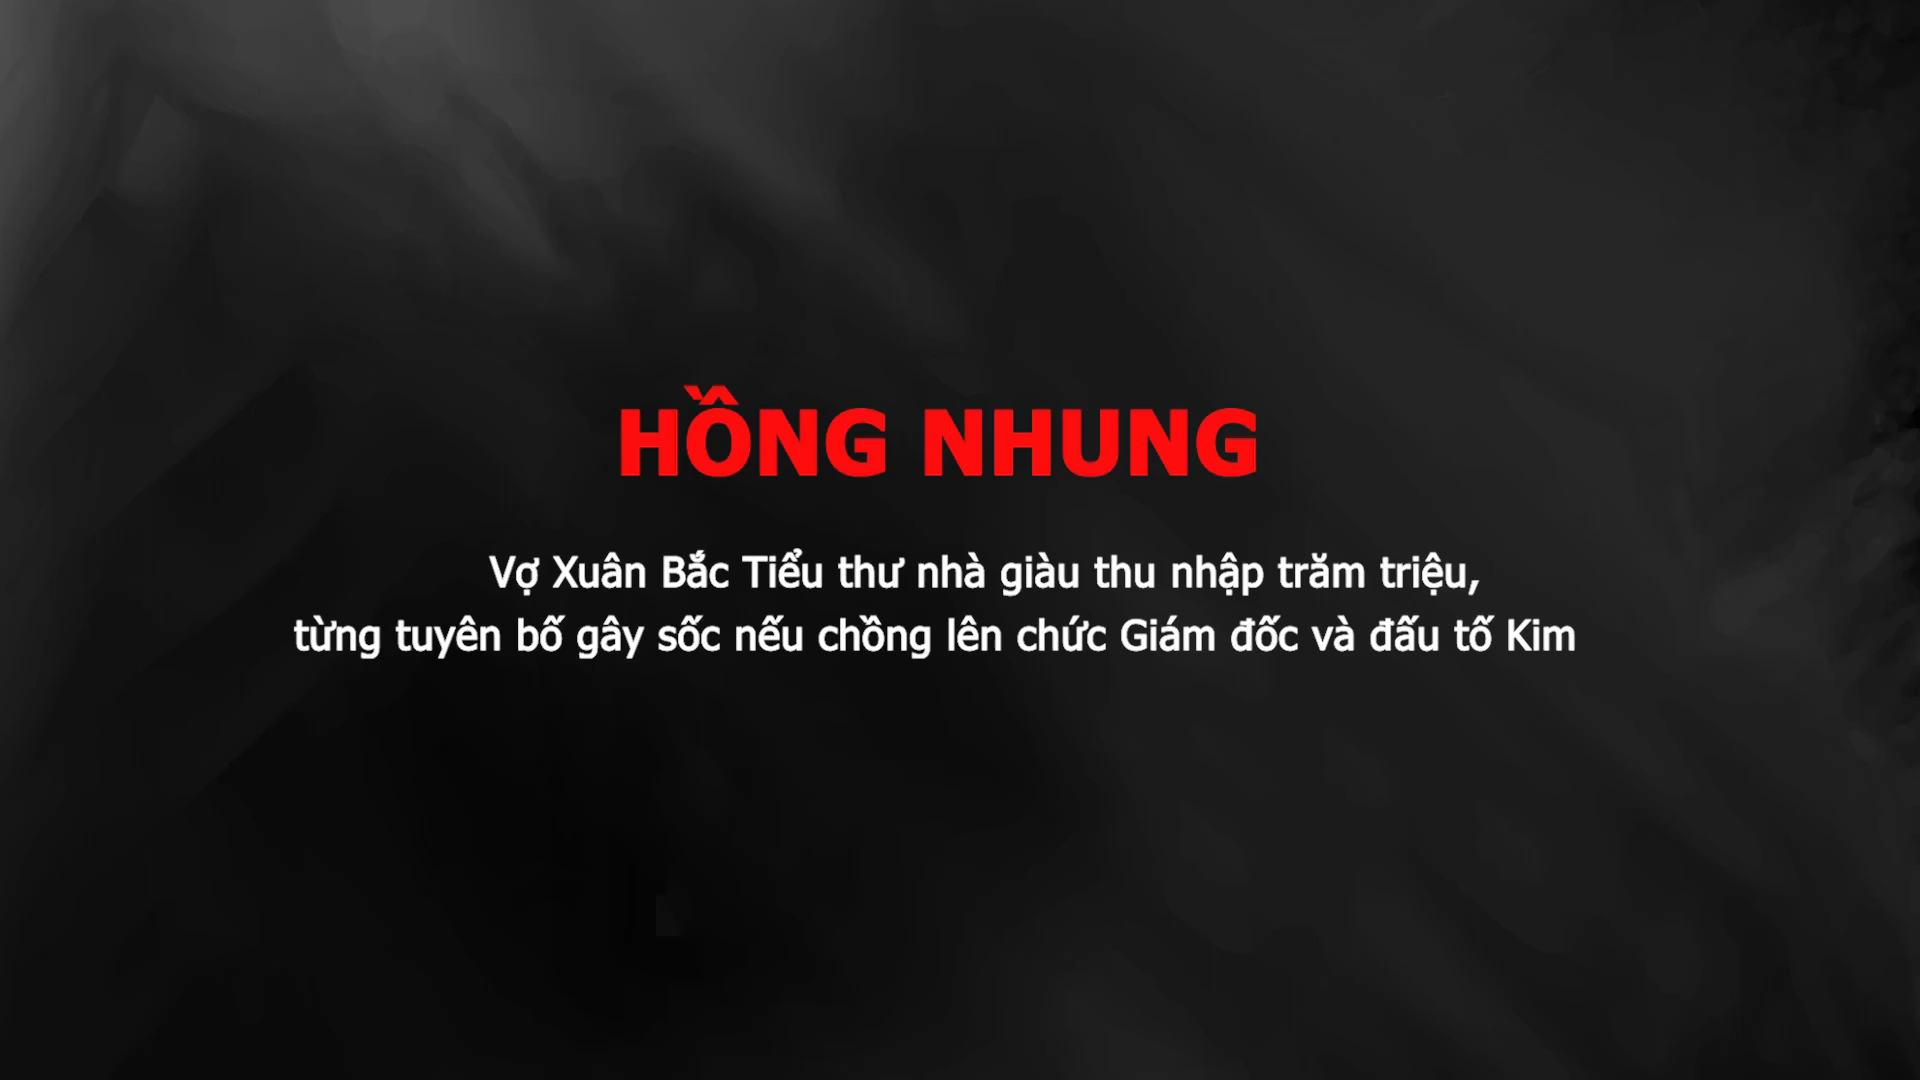 HỒNG NHUNG
Vợ Xuân Bắc Tiểu thư nhà giàu thu nhập trăm triệu,
từng tuyên bố gây sốc nếu chồng lên chức Giám đốc và đấu tố Kim